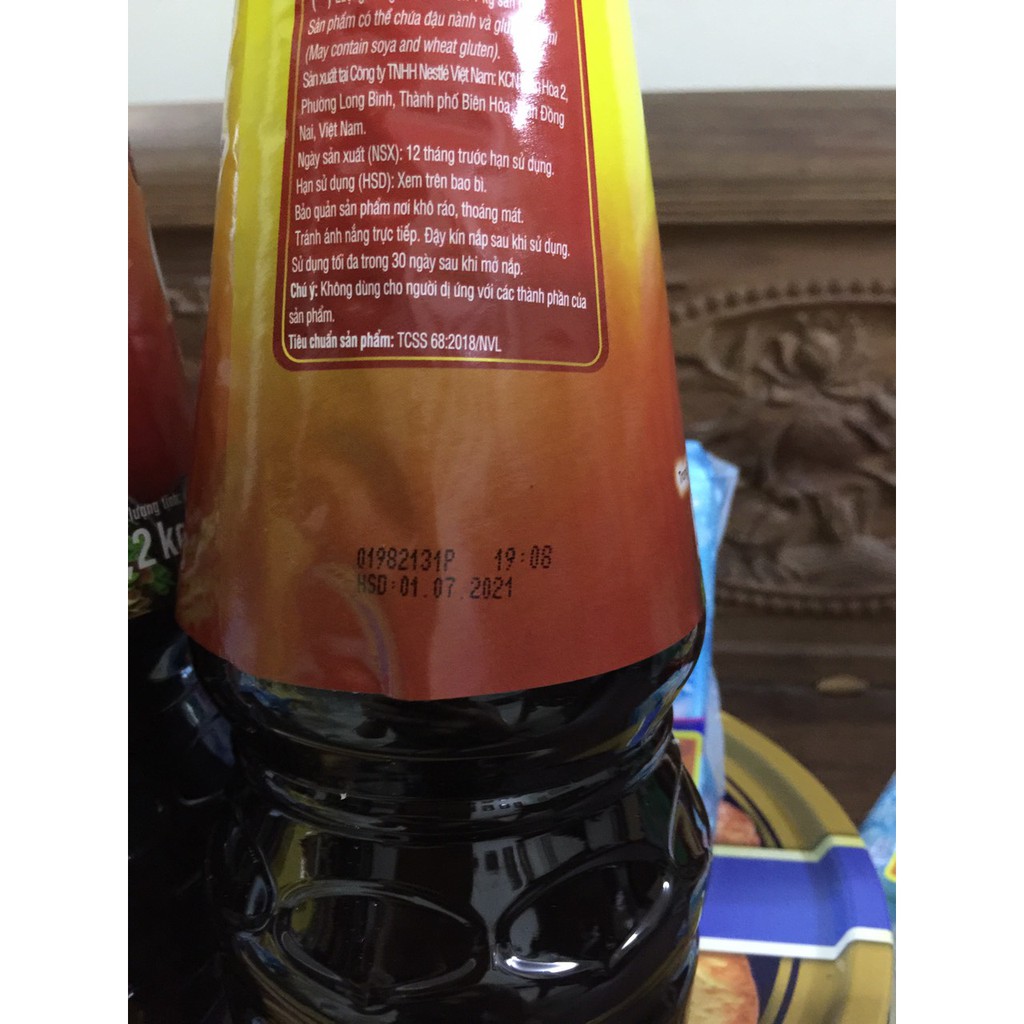 Sản phẩm có thể chứa đậu nành và
(May contain soya and wheat gluten).
Sản xuất tại Công ty TNHH Nestlé Việt Nam: Hòa 2,
Phường Long Bình, Thành phố Biên Hòa, Đồng
Nai, Việt Nam.
Ngày sản xuất (NSX): 12 tháng trước hạn sử dụng.
Hạn sử dụng (HSD): Xem trên bao bì.
Bảo quản sản phẩm nơi khô ráo, thoáng mát.
Tránh ánh nắng trực tiếp. Đậy kín nắp sau khi sử dụng.
Sử dụng tối đa trong 30 ngày sau khi mở nắp.
Chú ý: Không dùng cho người dị ứng với các thành phần của
sản phẩm.
Tiêu chuẩn sản phẩm: TCSS 68:2018/NVL
01982131P 19:08
HSD:01.07.2021